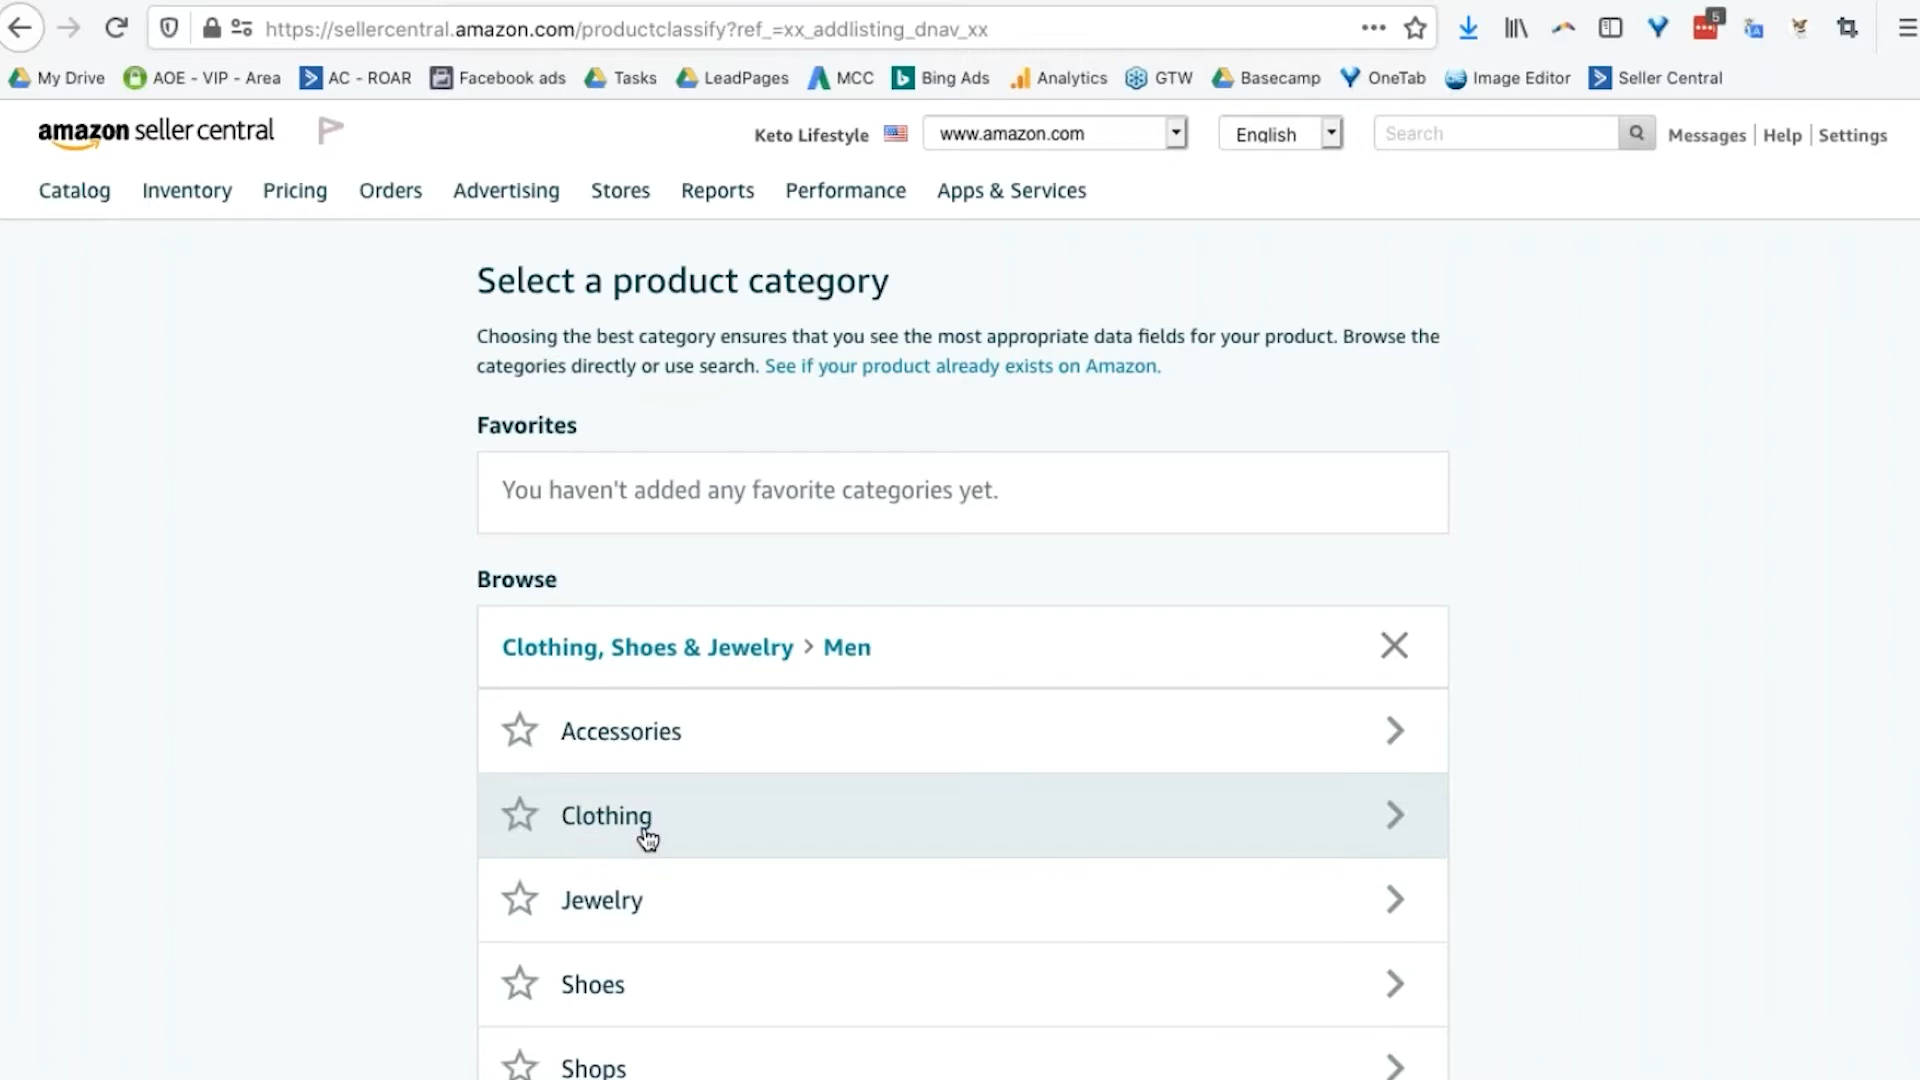 https://sellercentral.amazon.com/productclassify?ref_=xx_addlisting_dnav_xx
5
My Drive AOE - VIP - Area AC - ROAR Facebook ads Tasks LeadPages MCC Bing Ads Analytics GTW Basecamp OneTab Image Editor Seller Central
amazon seller central Keto Lifestyle www.amazon.com English Search Messages Help Settings
Catalog Inventory Pricing Orders Advertising Stores Reports Performance Apps & Services
Select a product category
Choosing the best category ensures that you see the most appropriate data fields for your product. Browse the
categories directly or use search. See if your product already exists on Amazon.
Favorites
You haven't added any favorite categories yet.
Browse
Clothing, Shoes & Jewelry > Men
Accessories
Clothing
Jewelry
Shoes
Shops